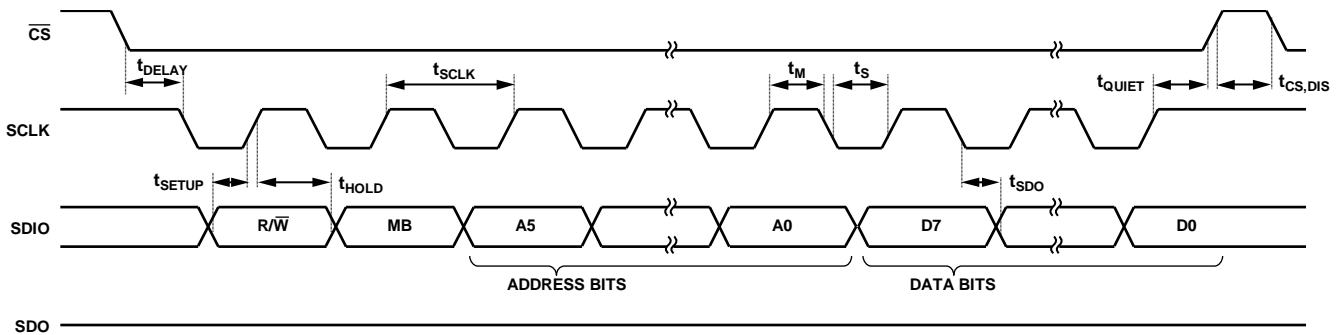 CS
tDELAY
tSCLK
tM
tS
tQUIET
tCS,DIS
SCLK
tSETUP
tHOLD
tSDO
SDIO
R/W
MB
A5
A0
D7
D0
ADDRESS BITS
DATA BITS
SDO